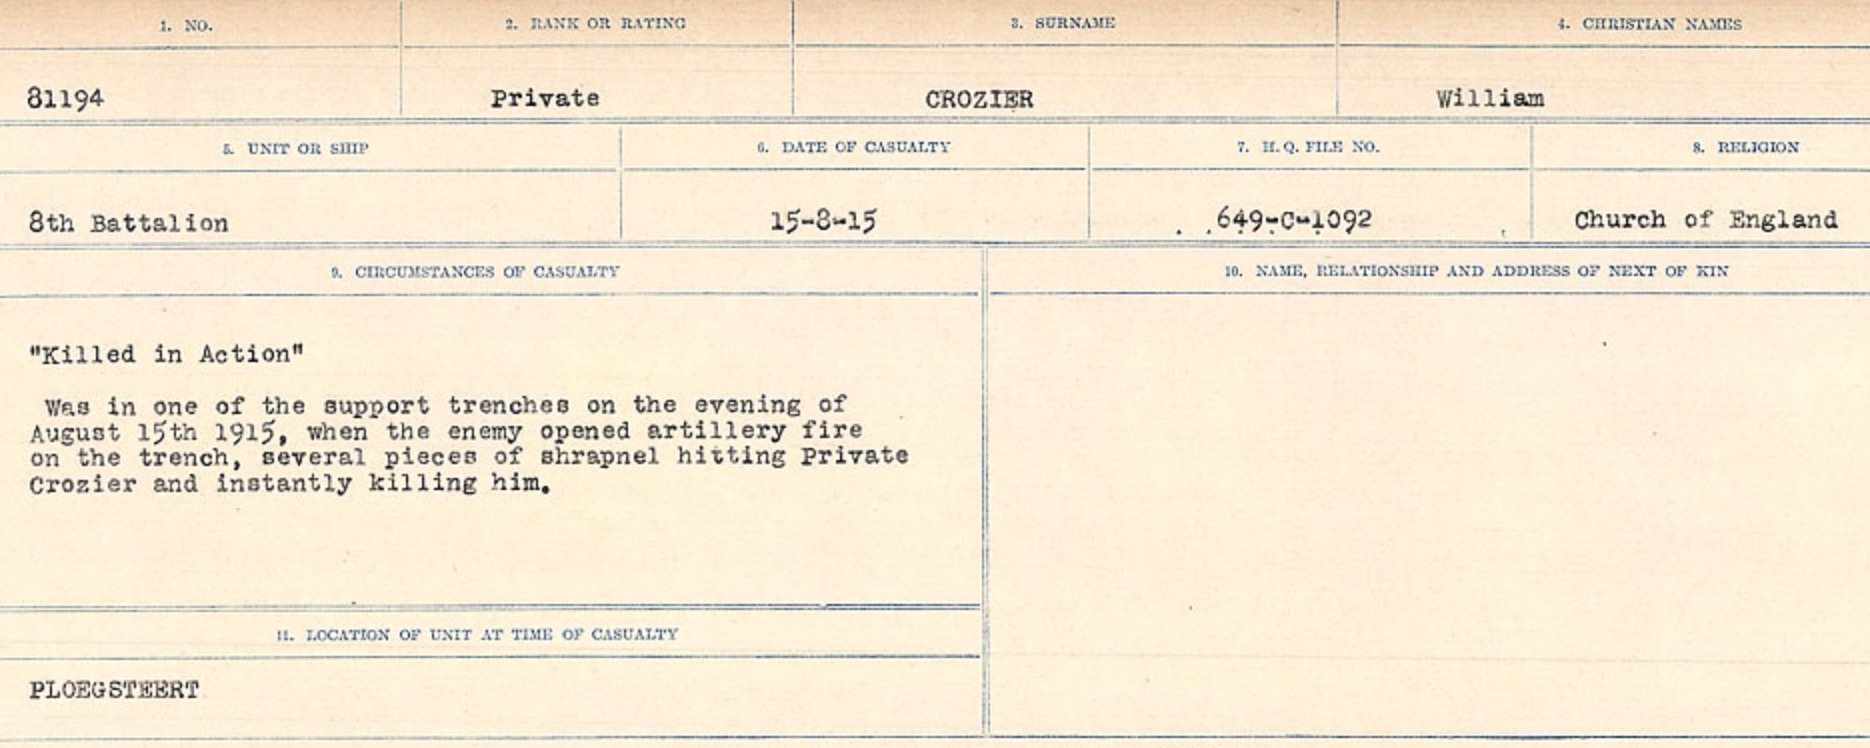 1. NO. 2. RANK OR RATING 3. SURNAME 4. CHRISTIAN NAMES
81194 Private CROZIER William
5. UNIT OR SHIP 6. DATE OF CASUALTY 7. H.Q. FILE NO. 8. RELIGION
8th Battalion 15-8-15 649-C-1092 Church of England
9. CIRCUMSTANCES OF CASUALTY 10. NAME, RELATIONSHIP AND ADDRESS OF NEXT OF KIN
"Killed in Action"
Was in one of the support trenches on the evening of
August 15th 1915, when the enemy opened artillery fire
on the trench, several pieces of shrapnel hitting Private
Crozier and instantly killing him.
11. LOCATION OF UNIT AT TIME OF CASUALTY
PLOEGSTEERT